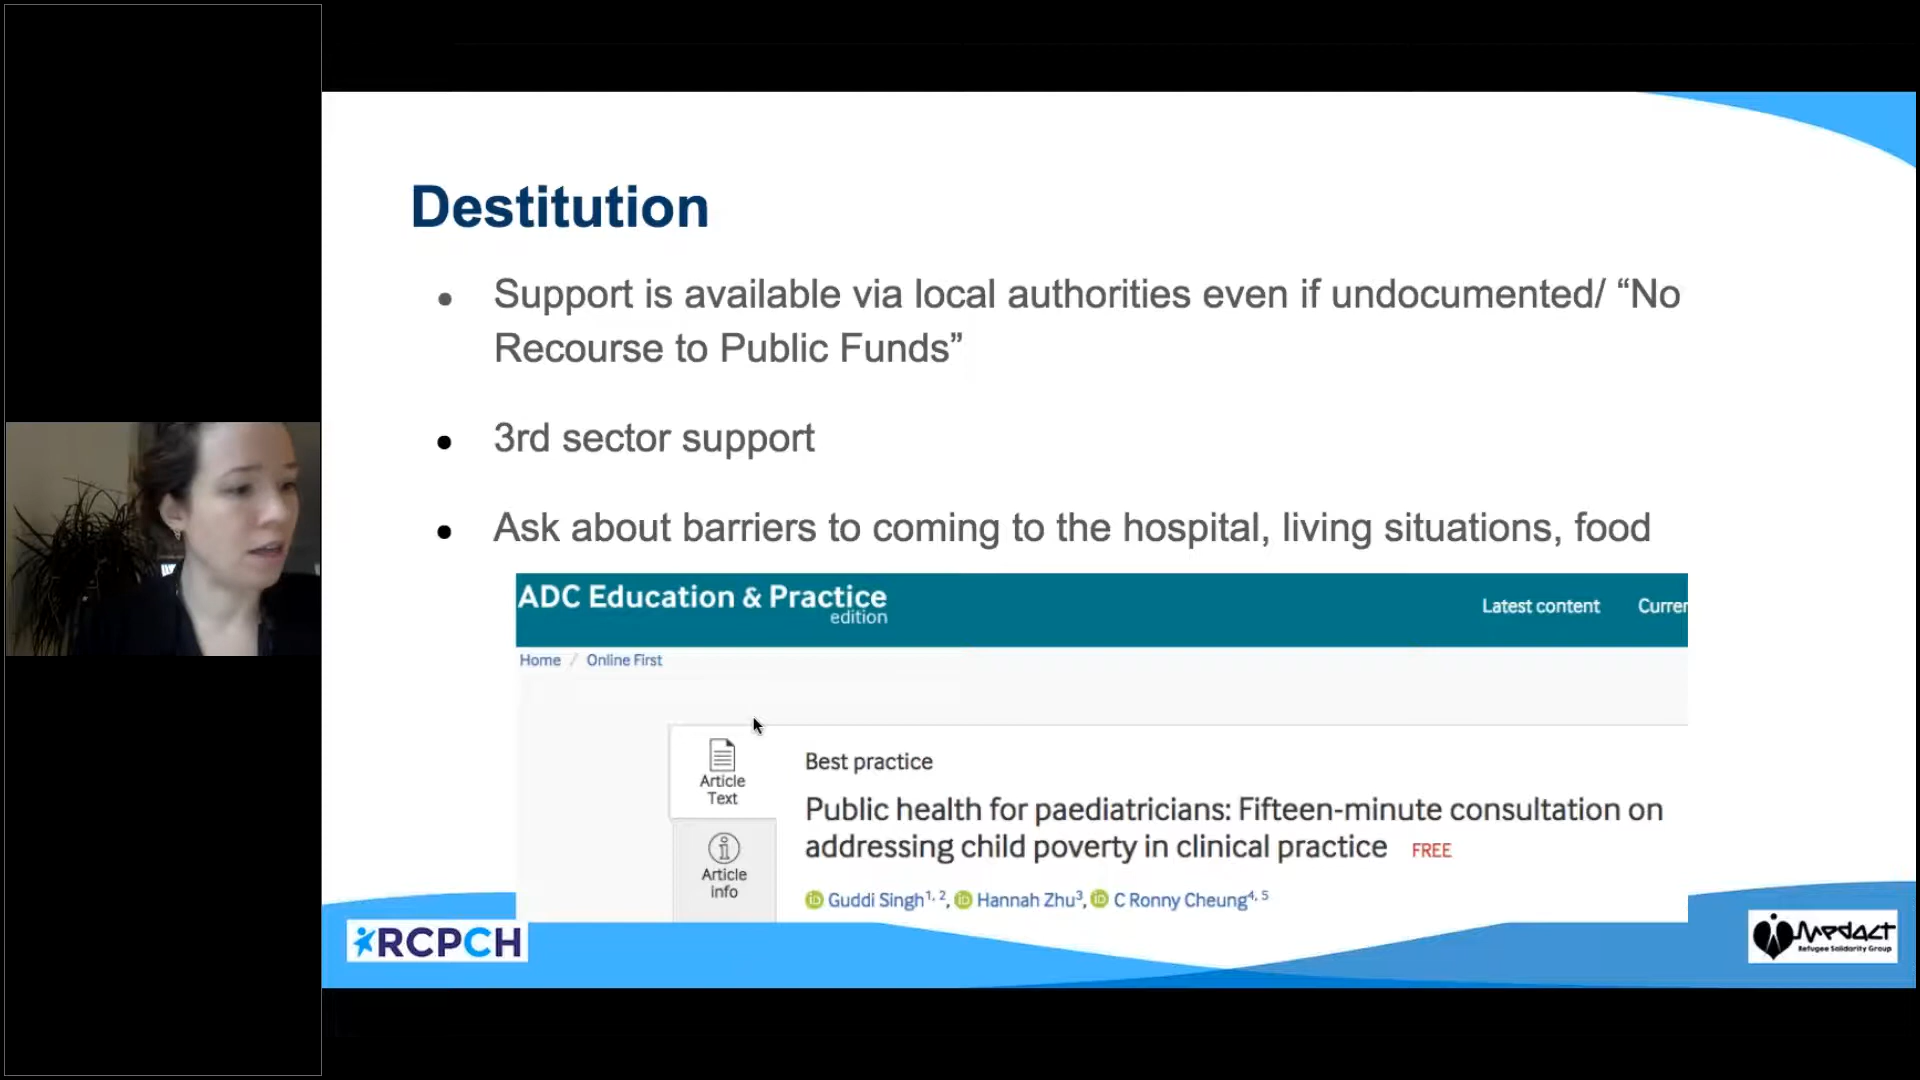 Destitution
Support is available via local authorities even if undocumented/ “No
Recourse to Public Funds”
3rd sector support
Ask about barriers to coming to the hospital, living situations, food
ADC Education & Practice
edition
Latest content
Curren
Home / Online First
Article
Text
Best practice
Public health for paediatricians: Fifteen-minute consultation on
addressing child poverty in clinical practice FREE
Article
info
Guddi Singh1, 2, Hannah Zhu3, C Ronny Cheung4, 5
RCPCH
Medact
Refugee Solidarity Group